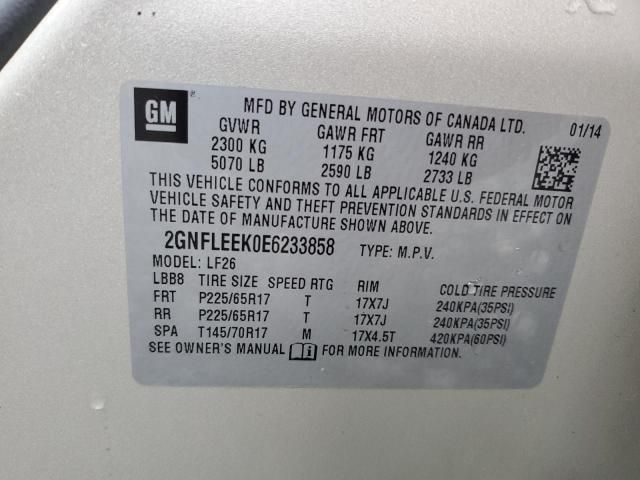 GM
MFD BY GENERAL MOTORS OF CANADA LTD.
GVWR GAWR FRT GAWR RR 01/14
2300 KG 1175 KG 1240 KG
5070 LB 2590 LB 2733 LB
THIS VEHICLE CONFORMS TO ALL APPLICABLE U.S. FEDERAL MOTOR
VEHICLE SAFETY AND THEFT PREVENTION STANDARDS IN EFFECT ON
THE DATE OF MANUFACTURE SHOWN ABOVE.
2GNFLEEK0E6233858 TYPE: M.P.V.
MODEL: LF26
LBB8 TIRE SIZE SPEED RTG RIM COLD TIRE PRESSURE
FRT P225/65R17 T 17X7J 240KPA(35PSI)
RR P225/65R17 T 17X7J 240KPA(35PSI)
SPA T145/70R17 M 17X4.5T 420KPA(60PSI)
SEE OWNER'S MANUAL FOR MORE INFORMATION.